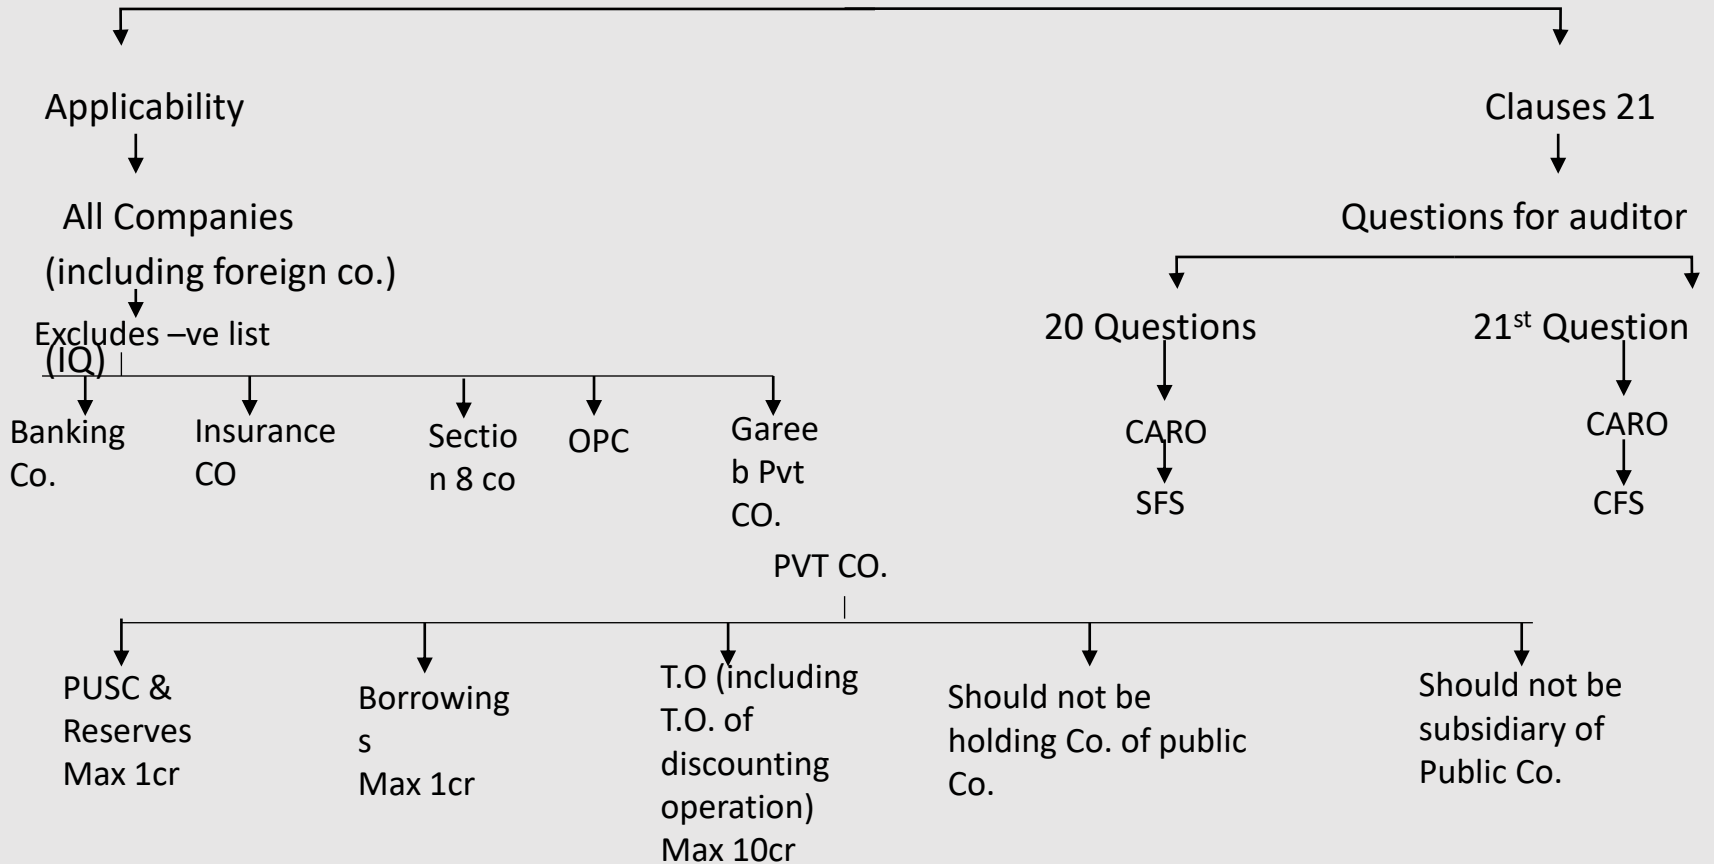 Applicability
Clauses 21
All Companies
(including foreign co.)
Questions for auditor
Excludes –ve list
(IQ)
20 Questions
21st Question
Banking
Co.
Insurance
CO
Sectio
n 8 co
OPC
Garee
b Pvt
CO.
CARO
SFS
CARO
CFS
PVT CO.
PUSC &
Reserves
Max 1cr
Borrowing
s
Max 1cr
T.O (including
T.O. of
discounting
operation)
Max 10cr
Should not be
holding Co. of public
Co.
Should not be
subsidiary of
Public Co.